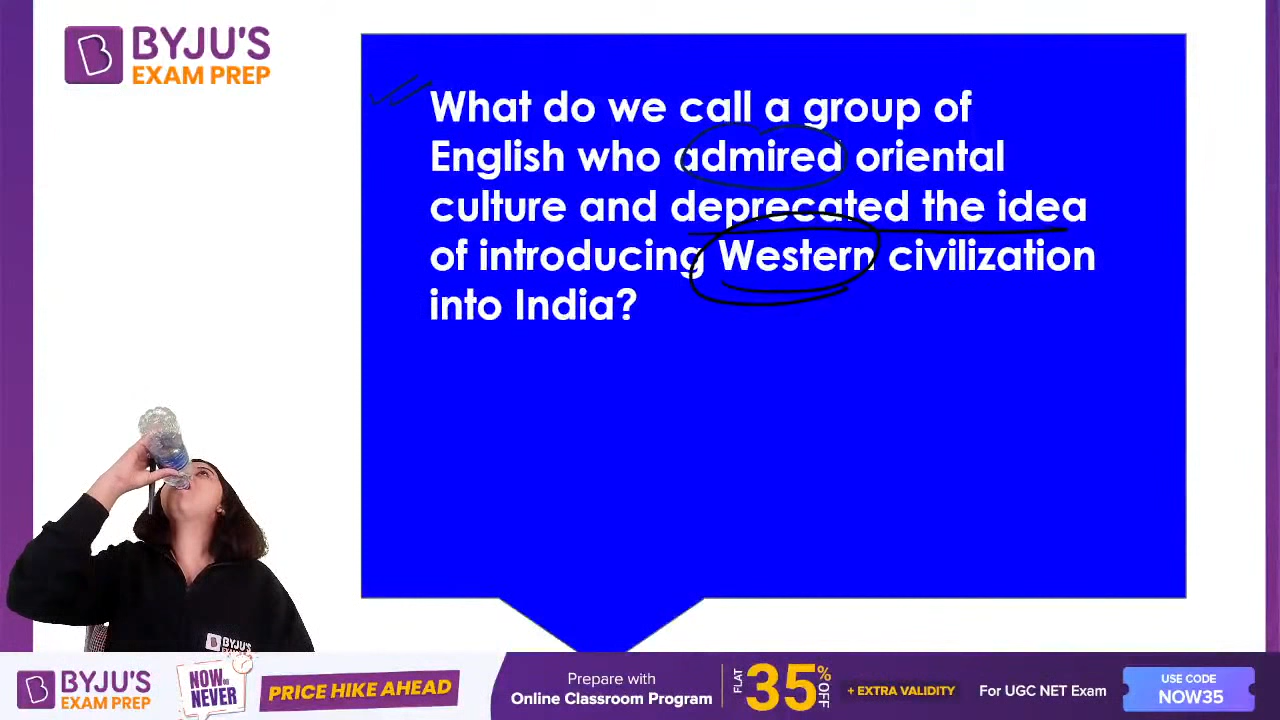 BYJU'S
EXAM PREP
What do we call a group of
English who admired oriental
culture and deprecated the idea
of introducing Western civilization
into India?
BYJU'S
BYJU'S
EXAM PREP
NOW OR
NEVER
PRICE HIKE AHEAD
Prepare with
Online Classroom Program
FLAT
35% OFF
+ EXTRA VALIDITY
For UGC NET Exam
USE CODE
NOW35